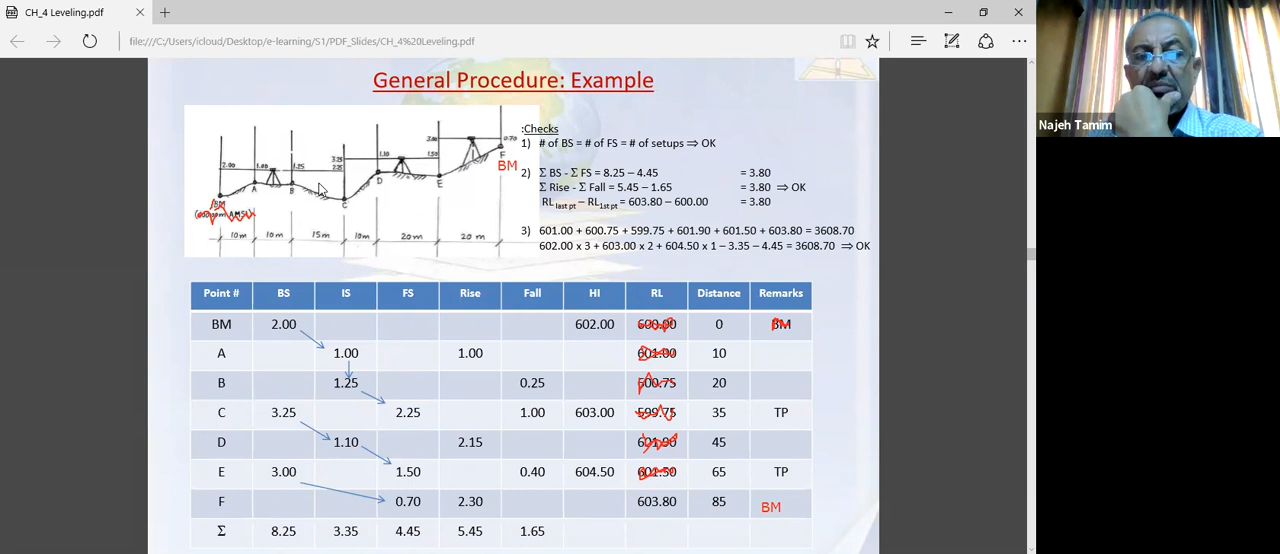 CH_4 Leveling.pdf
file:///C:/Users/icloud/Desktop/e-learning/S1/PDF_Slides/CH_4%20Leveling.pdf
Najeh Tamim
General Procedure: Example
2.00 1.00 1.25 3.25 2.25 1.10 3.00 1.50 0.70
BM A B C D E F
BM
10m 10m 15m 10m 20m 20m
:Checks
1) # of BS = # of FS = # of setups ⇒ OK
2) Σ BS - Σ FS = 8.25 – 4.45 = 3.80
Σ Rise - Σ Fall = 5.45 – 1.65 = 3.80 ⇒ OK
RL last pt – RL 1st pt = 603.80 – 600.00 = 3.80
3) 601.00 + 600.75 + 599.75 + 601.90 + 601.50 + 603.80 = 3608.70
602.00 x 3 + 603.00 x 2 + 604.50 x 1 – 3.35 – 4.45 = 3608.70 ⇒ OK
Point # BS IS FS Rise Fall HI RL Distance Remarks
BM 2.00 602.00 600.00 0 BM
A 1.00 1.00 601.00 10
B 1.25 0.25 600.75 20
C 3.25 2.25 1.00 603.00 599.75 35 TP
D 1.10 2.15 601.90 45
E 3.00 1.50 0.40 604.50 601.50 65 TP
F 0.70 2.30 603.80 85 BM
Σ 8.25 3.35 4.45 5.45 1.65